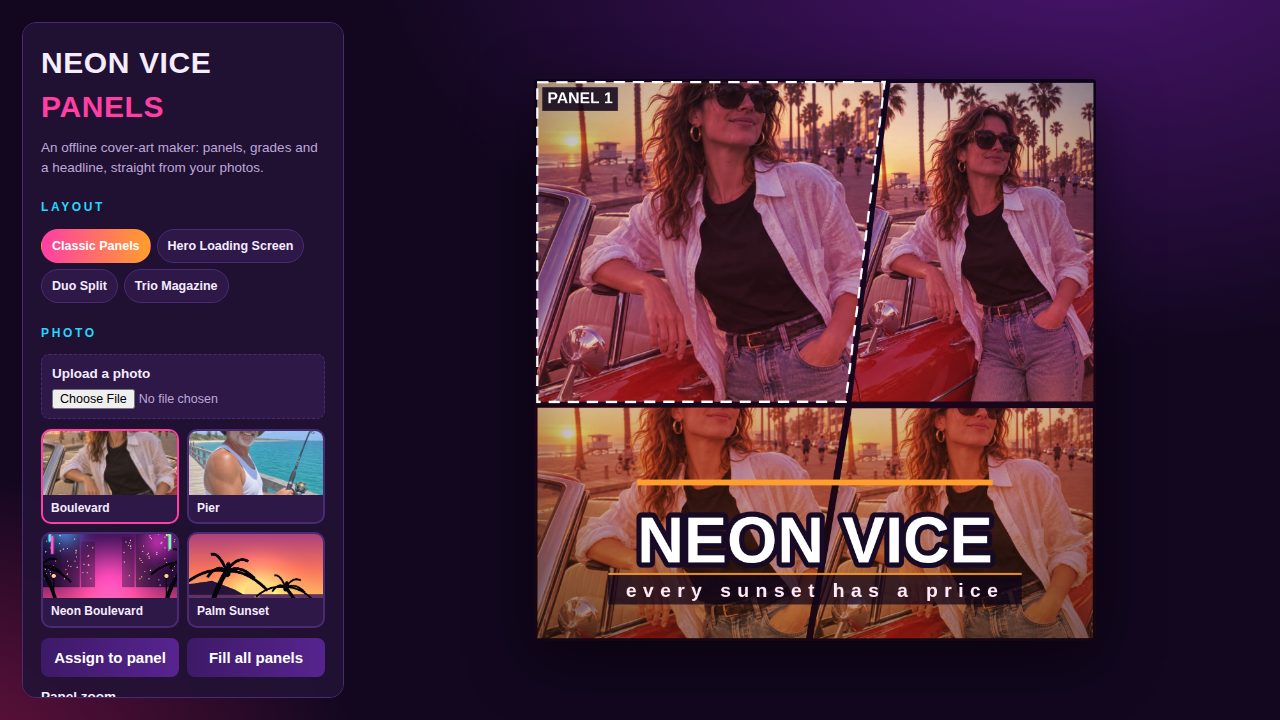 NEON VICE
PANELS
An offline cover-art maker: panels, grades and
a headline, straight from your photos.
LAYOUT
Classic Panels
Hero Loading Screen
Duo Split
Trio Magazine
PHOTO
Upload a photo
Choose File No file chosen
Boulevard
Pier
Neon Boulevard
Palm Sunset
Assign to panel
Fill all panels
Panel zoom
PANEL 1
NEON VICE
every sunset has a price